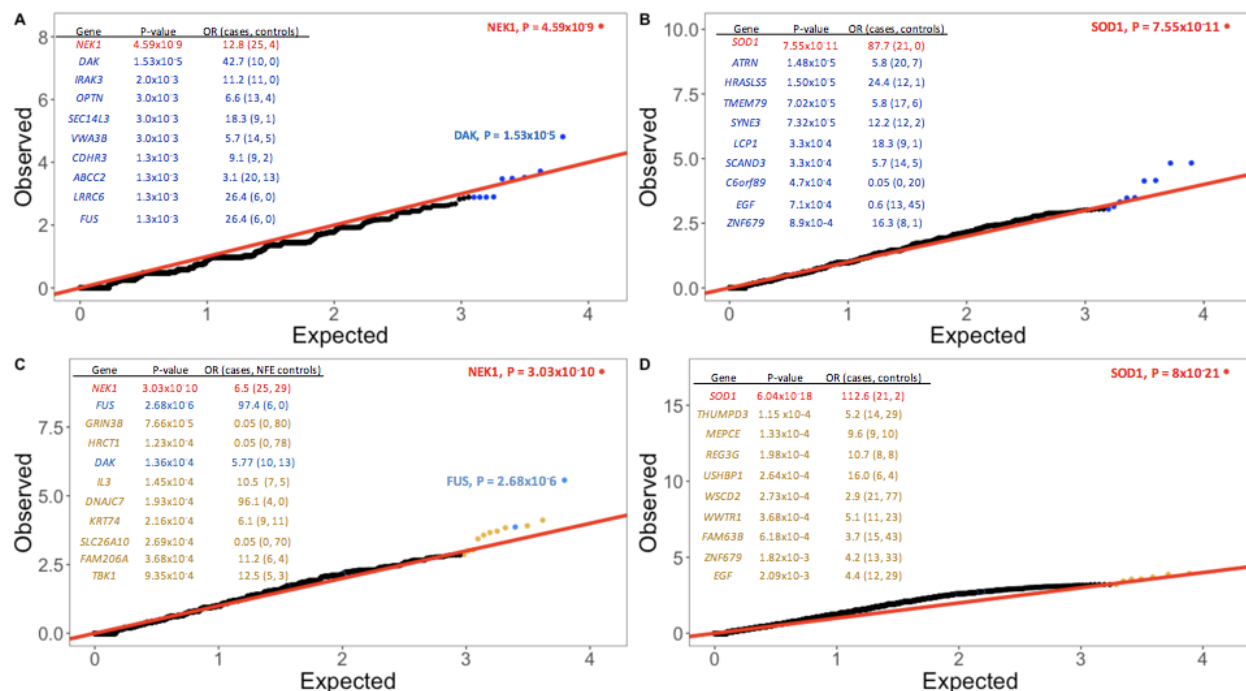 A
NEK1, P = 4.59x10-9
Gene P-value OR (cases, controls)
NEK1 4.59x10-9 12.8 (25, 4)
DAK 1.53x10-5 42.7 (10, 0)
IRAK3 2.0x10-3 11.2 (11, 0)
OPTN 3.0x10-3 6.6 (13, 4)
SEC14L3 3.0x10-3 18.3 (9, 1)
VWA3B 3.0x10-3 5.7 (14, 5)
CDHR3 1.3x10-3 9.1 (9, 2)
ABCC2 1.3x10-3 3.1 (20, 13)
LRRC6 1.3x10-3 26.4 (6, 0)
FUS 1.3x10-3 26.4 (6, 0)
DAK, P = 1.53x10-5
Observed
8
6
4
2
0
0 1 2 3 4
Expected
B
SOD1, P = 7.55x10-11
Gene P-value OR (cases, controls)
SOD1 7.55x10-11 87.7 (21, 0)
ATRN 1.48x10-5 5.8 (20, 7)
HRASLS5 1.50x10-5 24.4 (12, 1)
TMEM79 7.02x10-5 5.8 (17, 6)
SYNE3 7.32x10-5 12.2 (12, 2)
LCP1 3.3x10-4 18.3 (9, 1)
SCAND3 3.3x10-4 5.7 (14, 5)
C6orf89 4.7x10-4 0.05 (0, 20)
EGF 7.1x10-4 0.6 (13, 45)
ZNF679 8.9x10-4 16.3 (8, 1)
Observed
10.0
7.5
5.0
2.5
0.0
0 1 2 3 4
Expected
C
NEK1, P = 3.03x10-10
Gene P-value OR (cases, NFE controls)
NEK1 3.03x10-10 6.5 (25, 29)
FUS 2.68x10-6 97.4 (6, 0)
GRIN3B 7.66x10-5 0.05 (0, 80)
HRCT1 1.23x10-4 0.05 (0, 78)
DAK 1.36x10-4 5.77 (10, 13)
IL3 1.45x10-4 10.5 (7, 5)
DNAJC7 1.93x10-4 96.1 (4, 0)
KRT74 2.16x10-4 6.1 (9, 11)
SLC26A10 2.69x10-4 0.05 (0, 70)
FAM206A 3.68x10-4 11.2 (6, 4)
TBK1 9.35x10-4 12.5 (5, 3)
FUS, P = 2.68x10-6
Observed
7.5
5.0
2.5
0.0
0 1 2 3 4
Expected
D
SOD1, P = 8x10-21
Gene P-value OR (cases, controls)
SOD1 6.04x10-18 112.6 (21, 2)
THUMPD3 1.15 x10-4 5.2 (14, 29)
MEPCE 1.33x10-4 9.6 (9, 10)
REG3G 1.98x10-4 10.7 (8, 8)
USHBP1 2.64x10-4 16.0 (6, 4)
WSCD2 2.73x10-4 2.9 (21, 77)
WWTR1 3.68x10-4 5.1 (11, 23)
FAM63B 6.18x10-4 3.7 (15, 43)
ZNF679 1.82x10-3 4.2 (13, 33)
EGF 2.09x10-3 4.4 (12, 29)
Observed
15
10
5
0
0 1 2 3 4
Expected